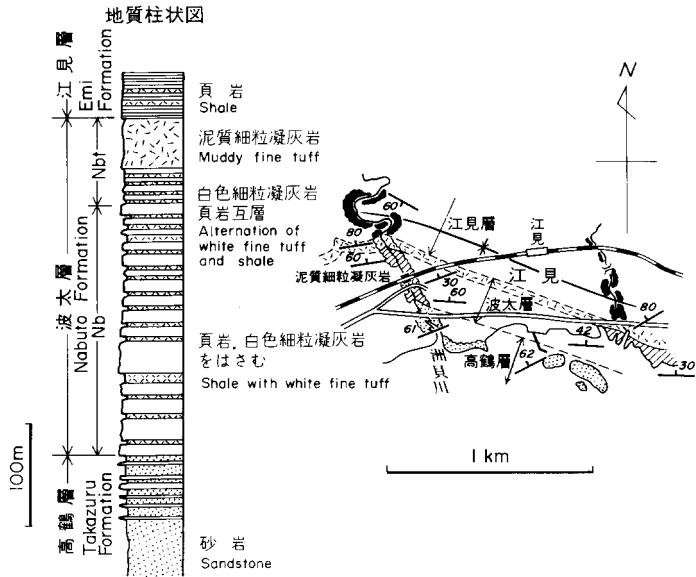 地質柱状図
江見層
Emi
Formation
波太層
Nabuto Formation
高鶴層
Takazuru
Formation
Nbt
Nb
100m
頁岩
Shale
泥質細粒凝灰岩
Muddy fine tuff
白色細粒凝灰岩
頁岩互層
Alternation of
white fine tuff
and shale
頁岩,白色細粒凝灰岩
をはさむ
Shale with white fine tuff
砂岩
Sandstone
N
60
80
60
江見層
江見
江見
泥質細粒凝灰岩
30
60
波太層
80
61
42
洲貝川
高鶴層
62
30
1 km